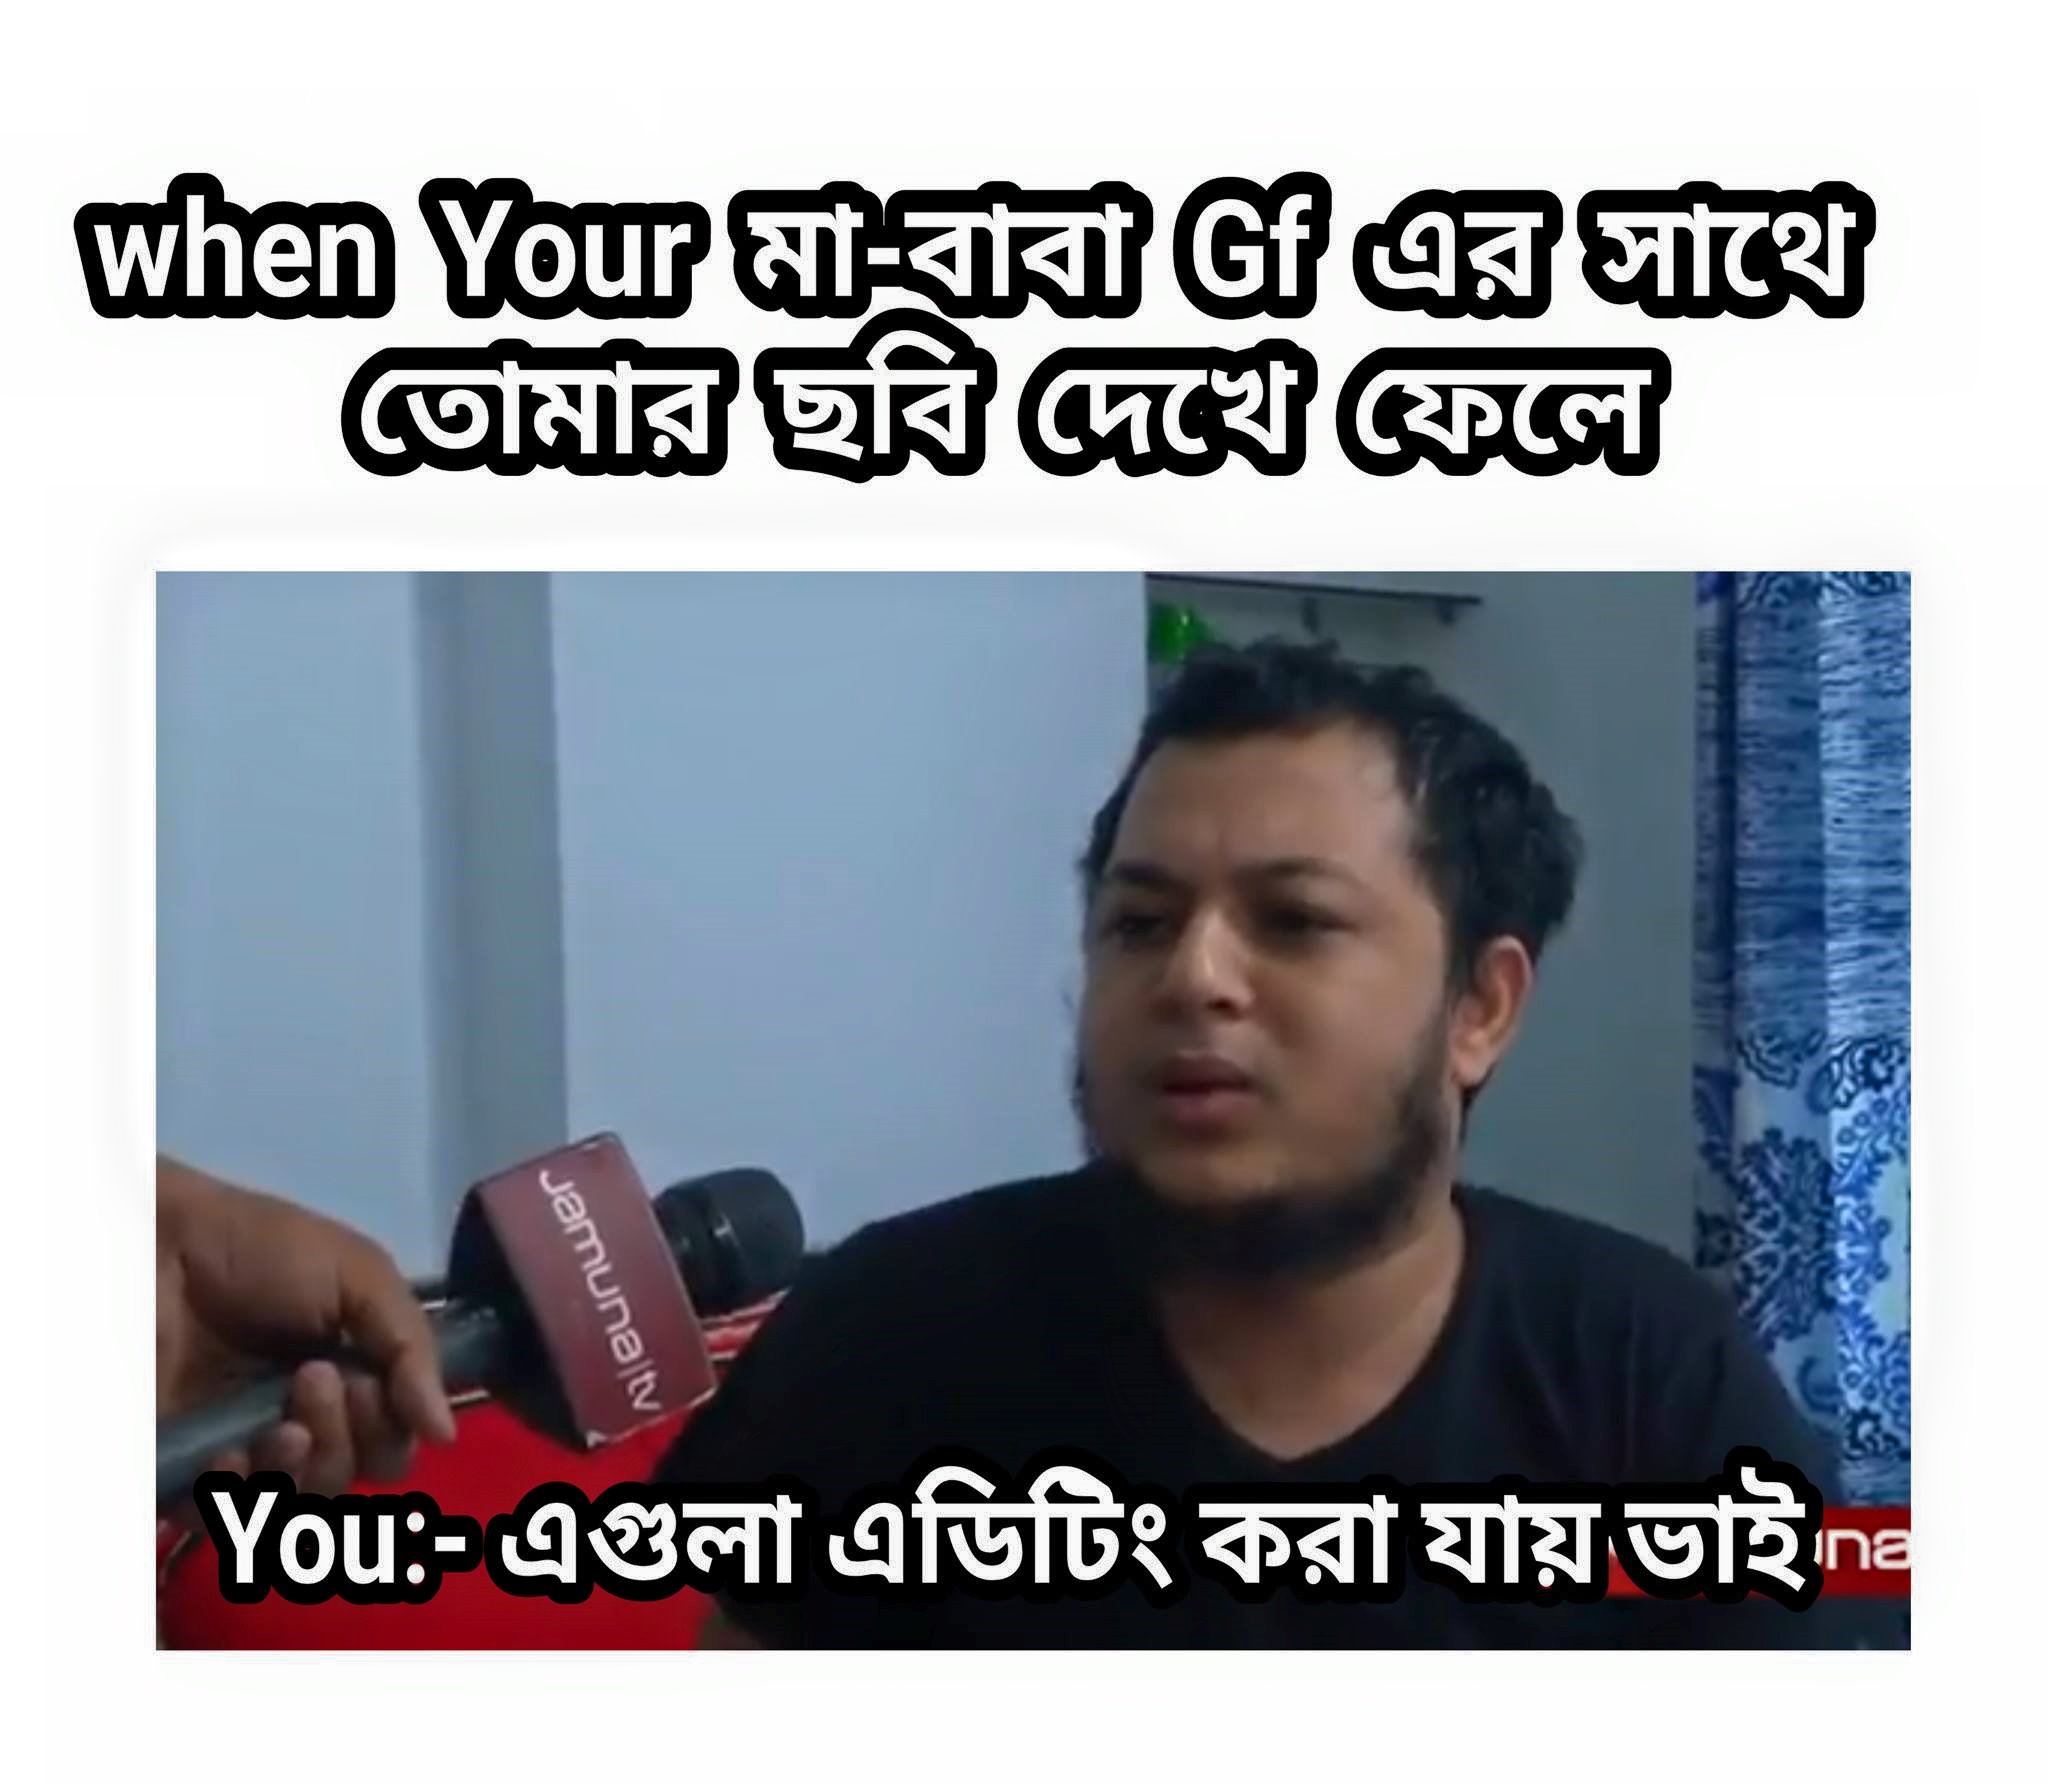 when Your মা-বাবা Gf এর সাথে
তোমার ছবি দেখে ফেলে
Jamuna|tv
You:- এগুলা এডিটিং করা যায় ভাই